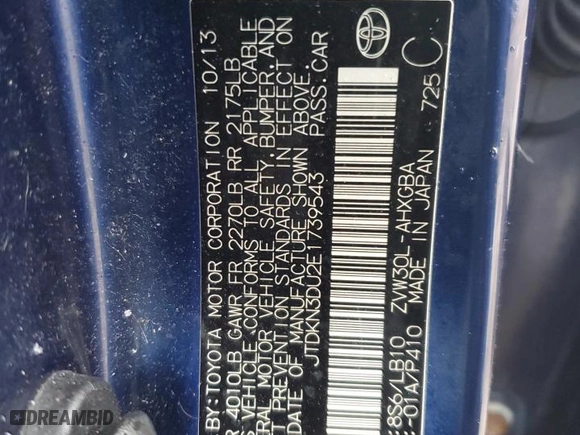 BY: TOYOTA MOTOR CORPORATION 10/13
4010LB GAWR FR 2270LB RR 2175LB
VEHICLE CONFORMS TO ALL APPLICABLE
MOTOR VEHICLE SAFETY, BUMPER, AND
PREVENTION STANDARDS IN EFFECT ON
DATE OF MANUFACTURE SHOWN ABOVE.
JTDKN3DU2E1739543 PASS. CAR
8S6/LB10 ZVW30L-AHXGBA
-01A/P410 MADE IN JAPAN 725 C
DREAMBID